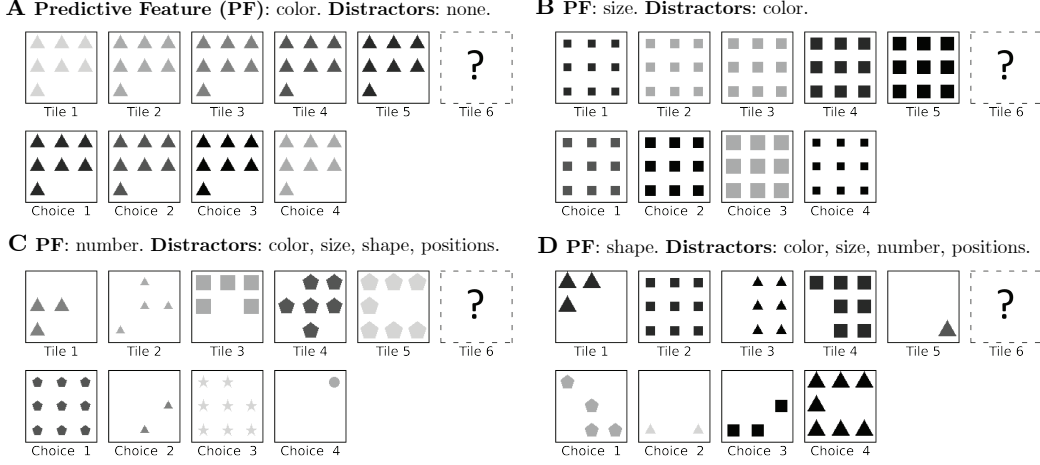 A Predictive Feature (PF): color. Distractors: none.
?
Tile 1 Tile 2 Tile 3 Tile 4 Tile 5 Tile 6
Choice 1 Choice 2 Choice 3 Choice 4
B PF: size. Distractors: color.
?
Tile 1 Tile 2 Tile 3 Tile 4 Tile 5 Tile 6
Choice 1 Choice 2 Choice 3 Choice 4
C PF: number. Distractors: color, size, shape, positions.
?
Tile 1 Tile 2 Tile 3 Tile 4 Tile 5 Tile 6
Choice 1 Choice 2 Choice 3 Choice 4
D PF: shape. Distractors: color, size, number, positions.
?
Tile 1 Tile 2 Tile 3 Tile 4 Tile 5 Tile 6
Choice 1 Choice 2 Choice 3 Choice 4